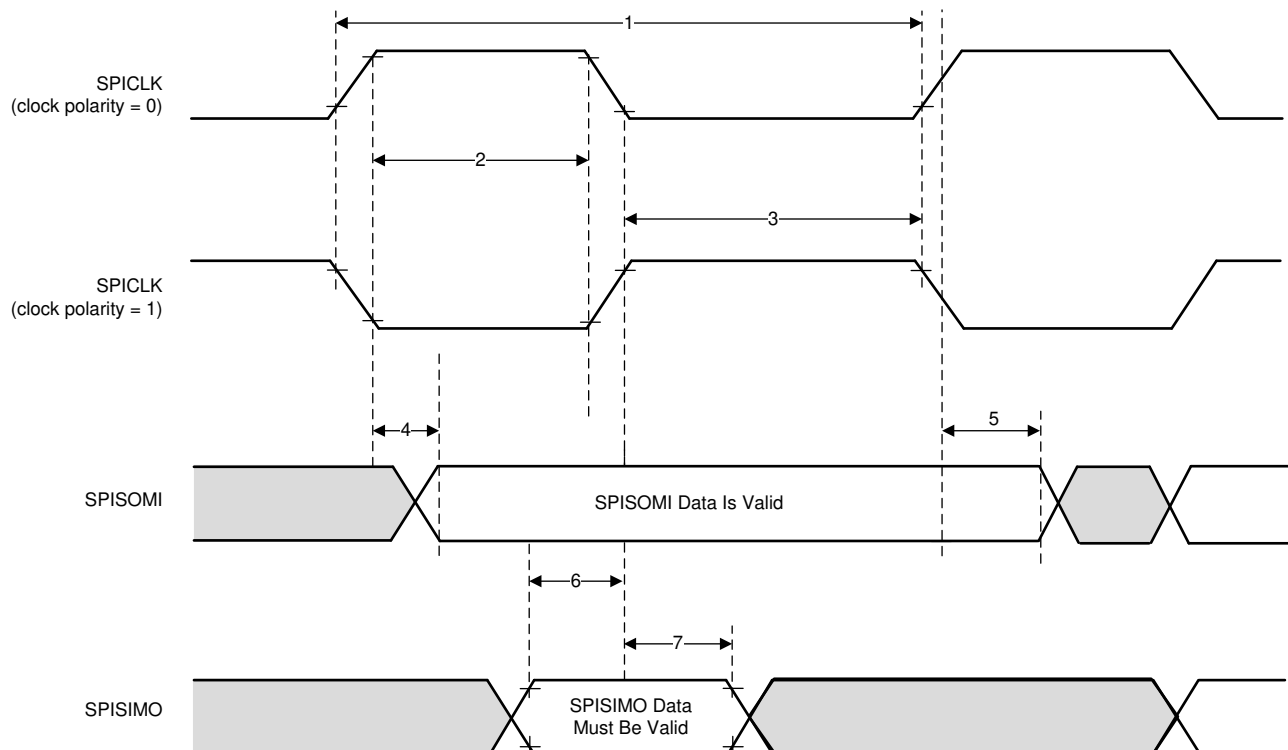 1
SPICLK
(clock polarity = 0)
2
3
SPICLK
(clock polarity = 1)
4
5
SPISOMI
SPISOMI Data Is Valid
6
7
SPISIMO
SPISIMO Data
Must Be Valid